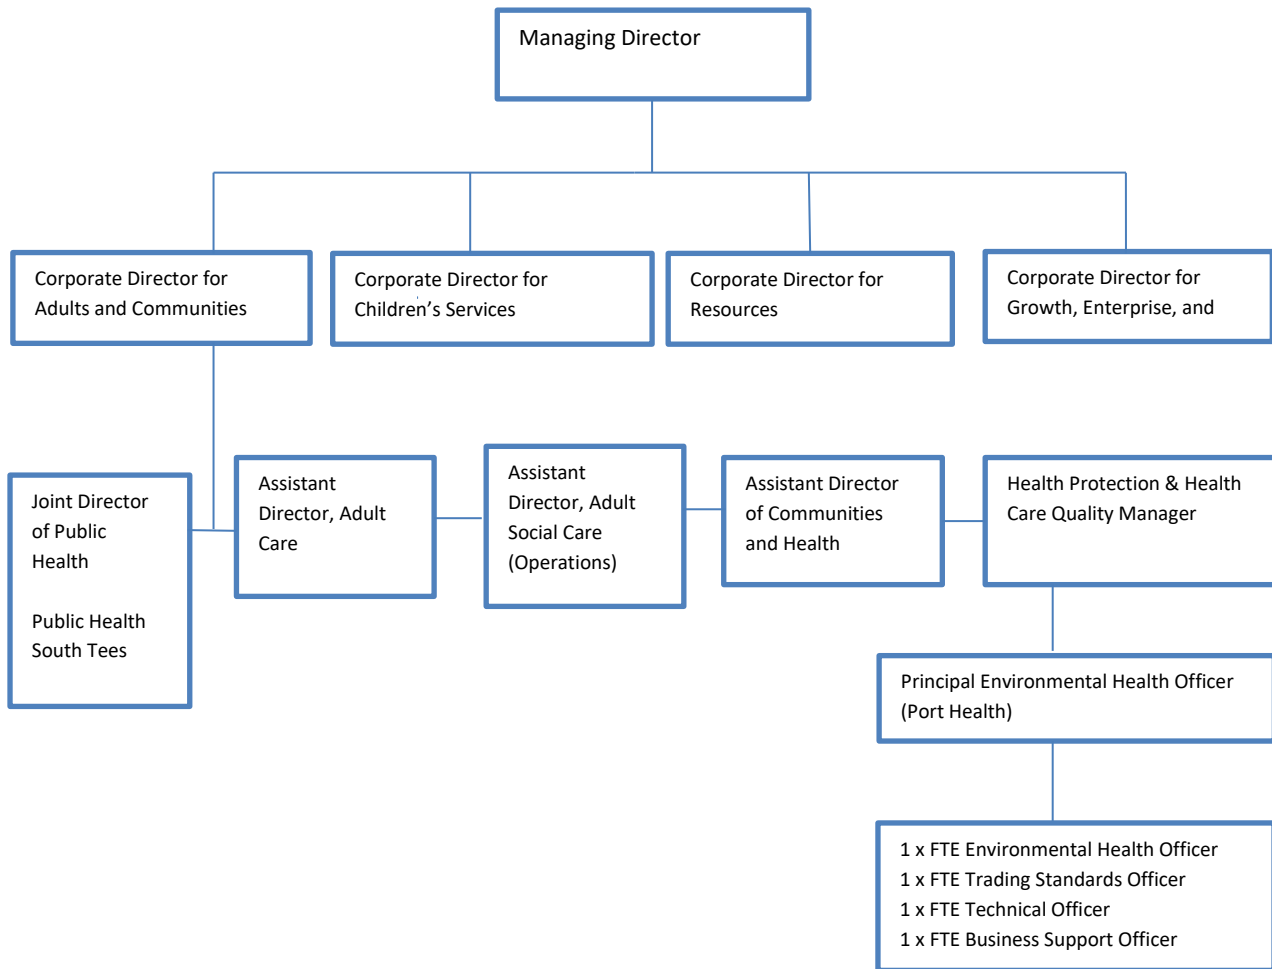 Managing Director
Corporate Director for
Adults and Communities
Corporate Director for
Children’s Services
Corporate Director for
Resources
Corporate Director for
Growth, Enterprise, and
Joint Director
of Public
Health
Public Health
South Tees
Assistant
Director, Adult
Care
Assistant
Director, Adult
Social Care
(Operations)
Assistant Director
of Communities
and Health
Health Protection & Health
Care Quality Manager
Principal Environmental Health Officer
(Port Health)
1 x FTE Environmental Health Officer
1 x FTE Trading Standards Officer
1 x FTE Technical Officer
1 x FTE Business Support Officer